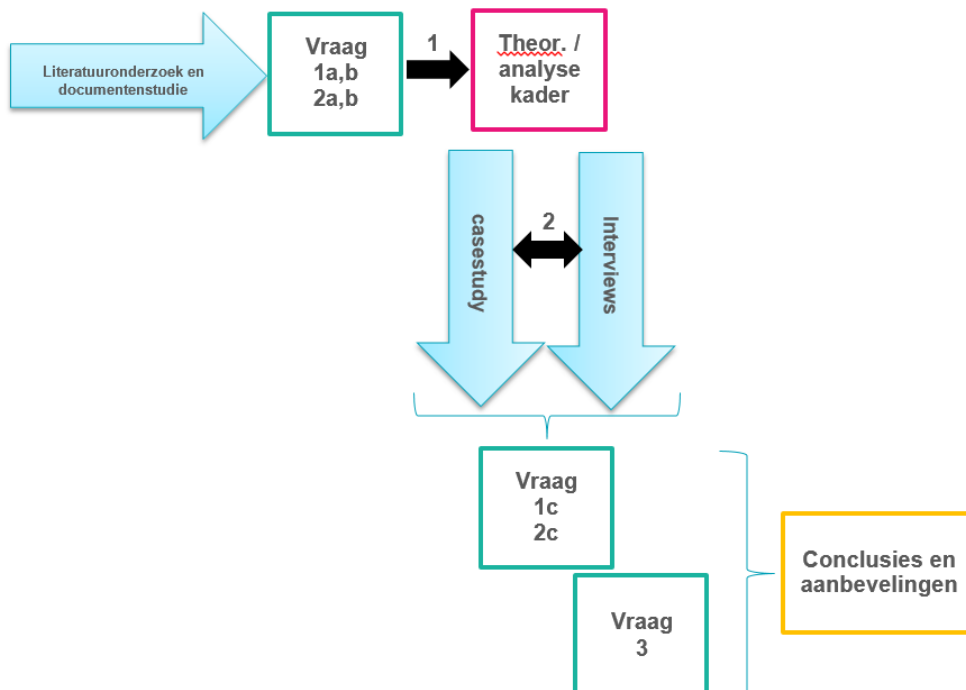 Literatuuronderzoek en
documentenstudie
Vraag
1a,b
2a,b
1
Theor. /
analyse
kader
casestudy
2
Interviews
Vraag
1c
2c
Vraag
3
Conclusies en
aanbevelingen